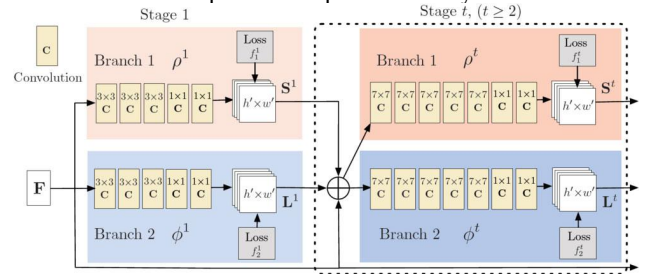 Stage 1
Stage t, (t ≥ 2)
C
Convolution
Branch 1 ρ¹
Loss
f₁¹
3×3 C 3×3 C 3×3 C 1×1 C 1×1 C
h′×w′
S¹
Branch 1 ρᵗ
Loss
f₁ᵗ
7×7 C 7×7 C 7×7 C 7×7 C 7×7 C 1×1 C 1×1 C
h′×w′
Sᵗ
F
3×3 C 3×3 C 3×3 C 1×1 C 1×1 C
h′×w′
L¹
Branch 2 ϕ¹
Loss
f₂¹
7×7 C 7×7 C 7×7 C 7×7 C 7×7 C 1×1 C 1×1 C
h′×w′
Lᵗ
Branch 2 ϕᵗ
Loss
f₂ᵗ